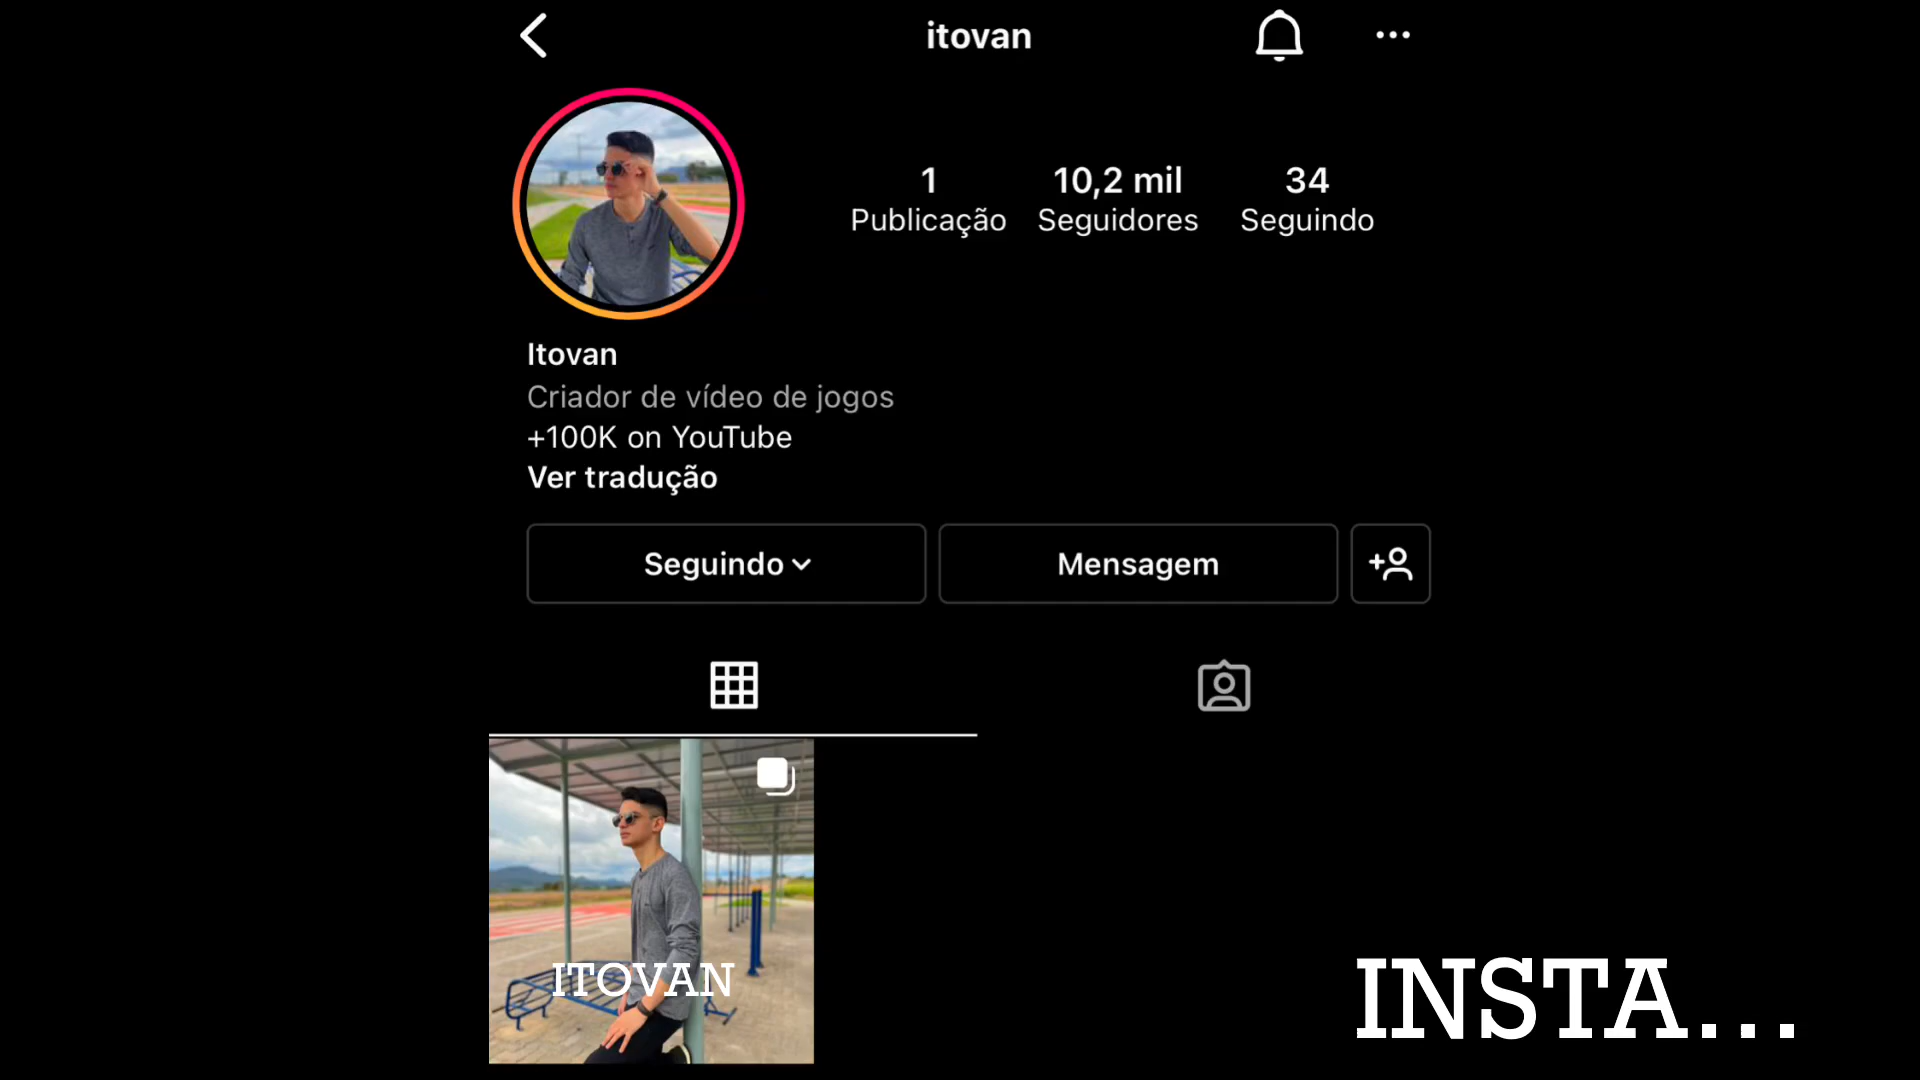 itovan
1 10,2 mil 34
Publicação Seguidores Seguindo
Itovan
Criador de vídeo de jogos
+100K on YouTube
Ver tradução
Seguindo Mensagem
ITOVAN
INSTA...